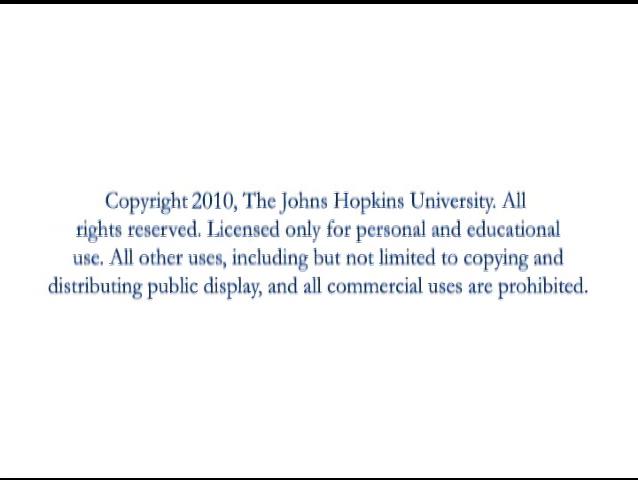 Copyright 2010, The Johns Hopkins University. All
rights reserved. Licensed only for personal and educational
use. All other uses, including but not limited to copying and
distributing public display, and all commercial uses are prohibited.